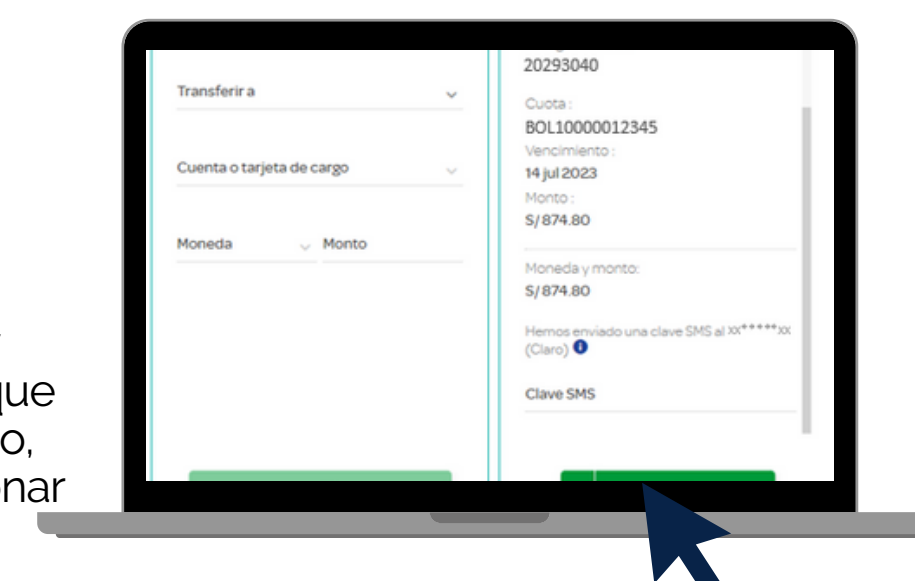 Transferir a
Cuenta o tarjeta de cargo
Moneda Monto
20293040
Cuota :
BOL10000012345
Vencimiento :
14 jul 2023
Monto :
S/ 874.80
Moneda y monto:
S/ 874.80
Hemos enviado una clave SMS al xx*****xx
(Claro)
Clave SMS
que
o,
onar